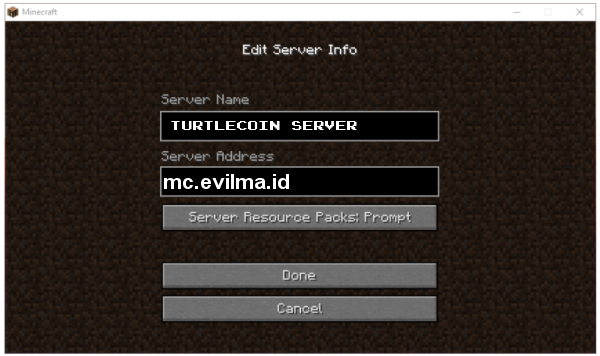 Minecraft
Edit Server Info
Server Name
TURTLECOIN SERVER
Server Address
mc.evilma.id
Server Resource Packs: Prompt
Done
Cancel